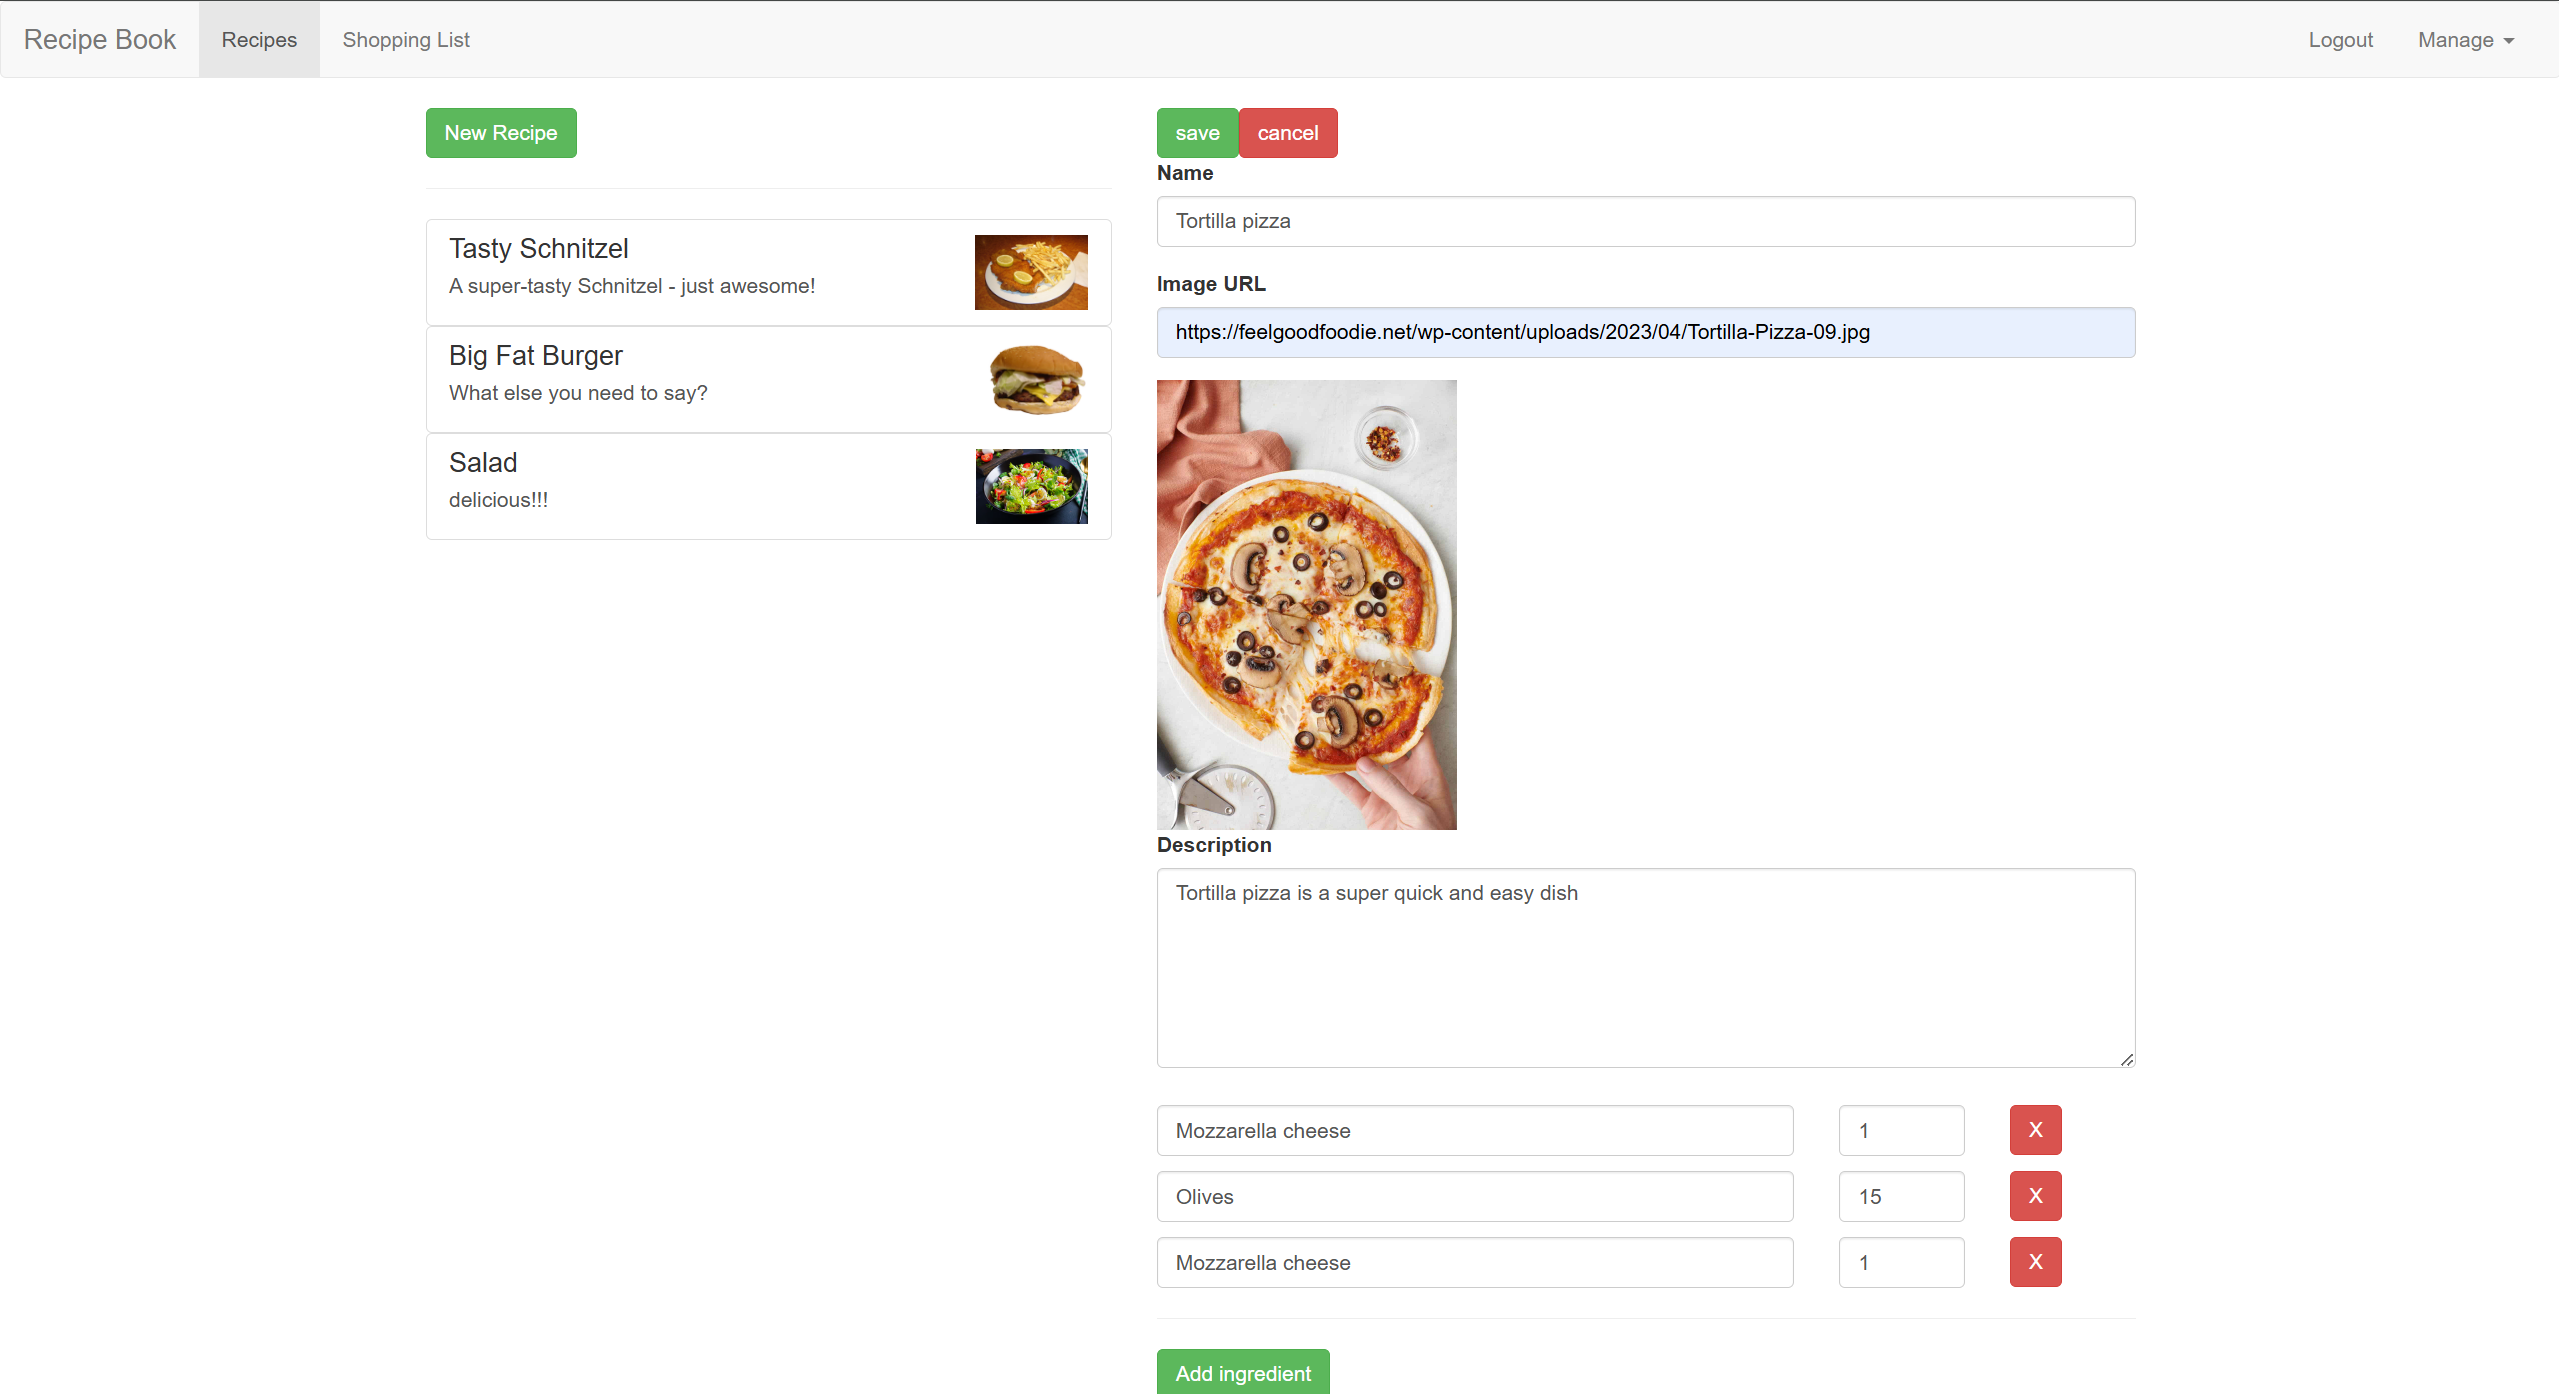 Recipe Book
Recipes
Shopping List
Logout
Manage
New Recipe
Tasty Schnitzel
A super-tasty Schnitzel - just awesome!
Big Fat Burger
What else you need to say?
Salad
delicious!!!
save
cancel
Name
Tortilla pizza
Image URL
https://feelgoodfoodie.net/wp-content/uploads/2023/04/Tortilla-Pizza-09.jpg
Description
Tortilla pizza is a super quick and easy dish
Mozzarella cheese
1
X
Olives
15
X
Mozzarella cheese
1
X
Add ingredient